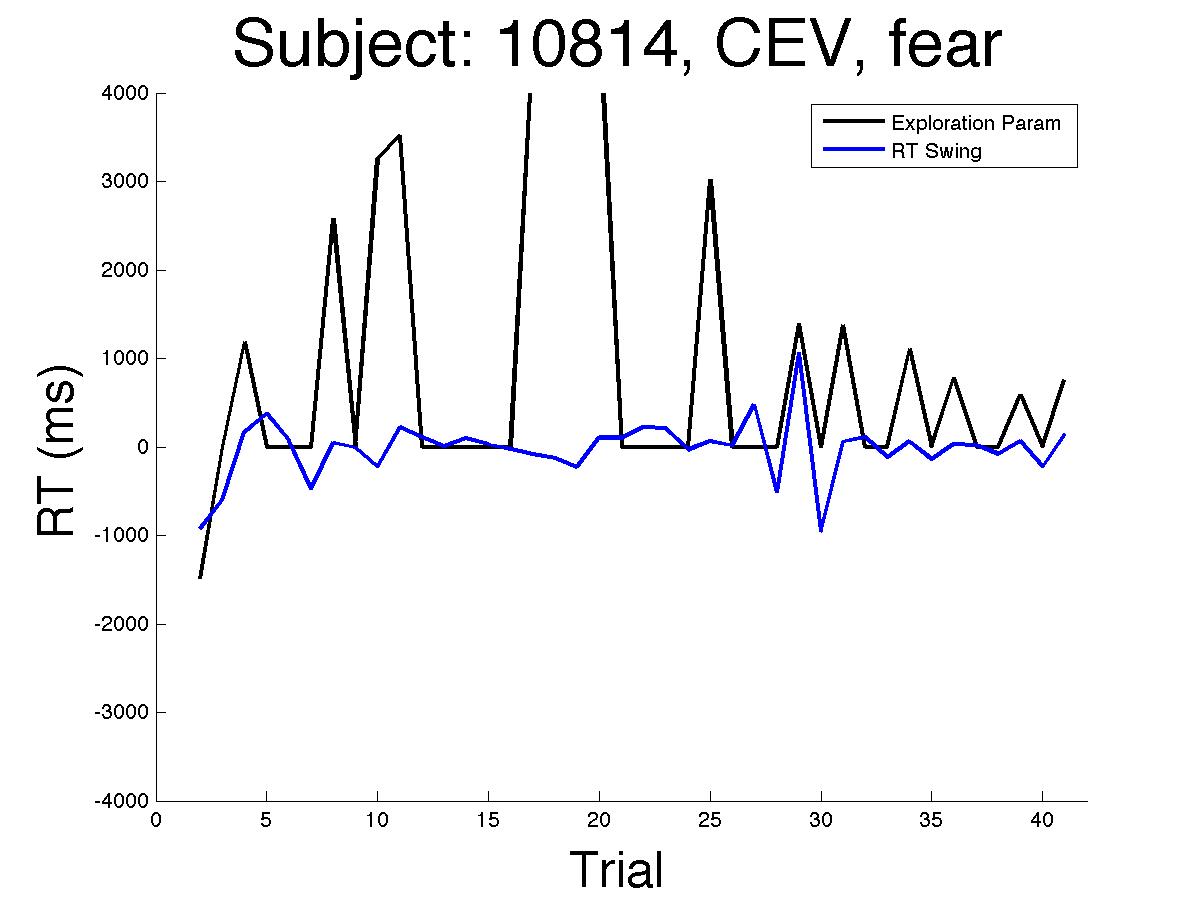 Subject: 10814, CEV, fear
Exploration Param
RT Swing
RT (ms)
4000
3000
2000
1000
0
-1000
-2000
-3000
-4000
0 5 10 15 20 25 30 35 40
Trial